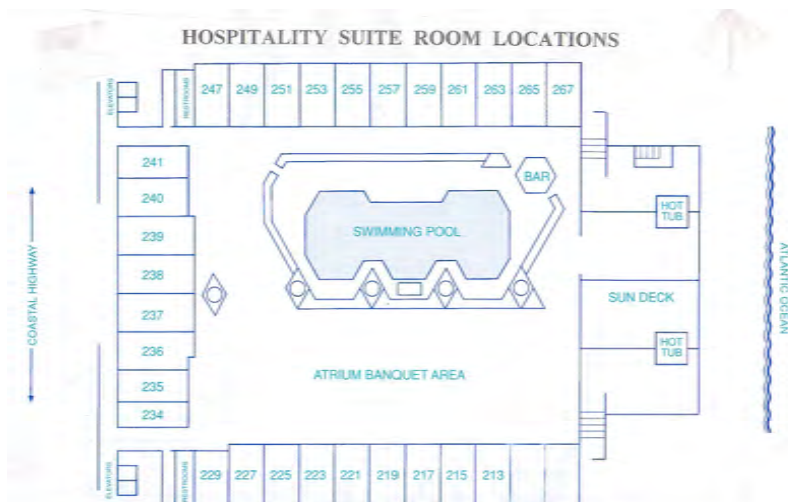 HOSPITALITY SUITE ROOM LOCATIONS
ELEVATORS
RESTROOMS
247 249 251 253 255 257 259 261 263 265 267
241
240
239
238
237
236
235
234
BAR
SWIMMING POOL
HOT
TUB
SUN DECK
HOT
TUB
COASTAL HIGHWAY
ATLANTIC OCEAN
ATRIUM BANQUET AREA
ELEVATORS
RESTROOMS
229 227 225 223 221 219 217 215 213